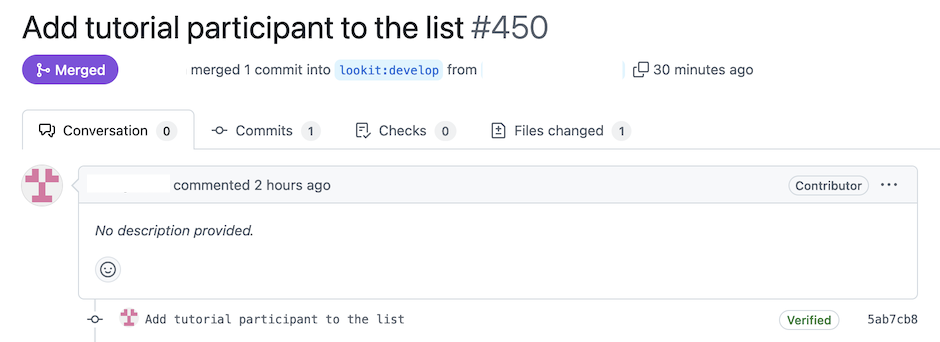 Add tutorial participant to the list #450
Merged merged 1 commit into lookit:develop from 30 minutes ago
Conversation 0 Commits 1 Checks 0 Files changed 1
commented 2 hours ago Contributor
No description provided.
Add tutorial participant to the list Verified 5ab7cb8